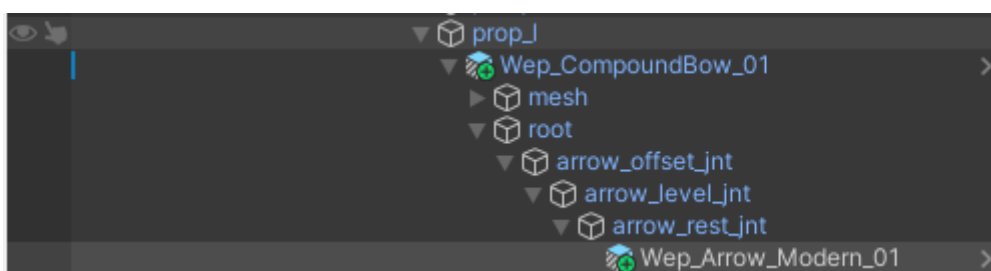 prop_l
Wep_CompoundBow_01
mesh
root
arrow_offset_jnt
arrow_level_jnt
arrow_rest_jnt
Wep_Arrow_Modern_01